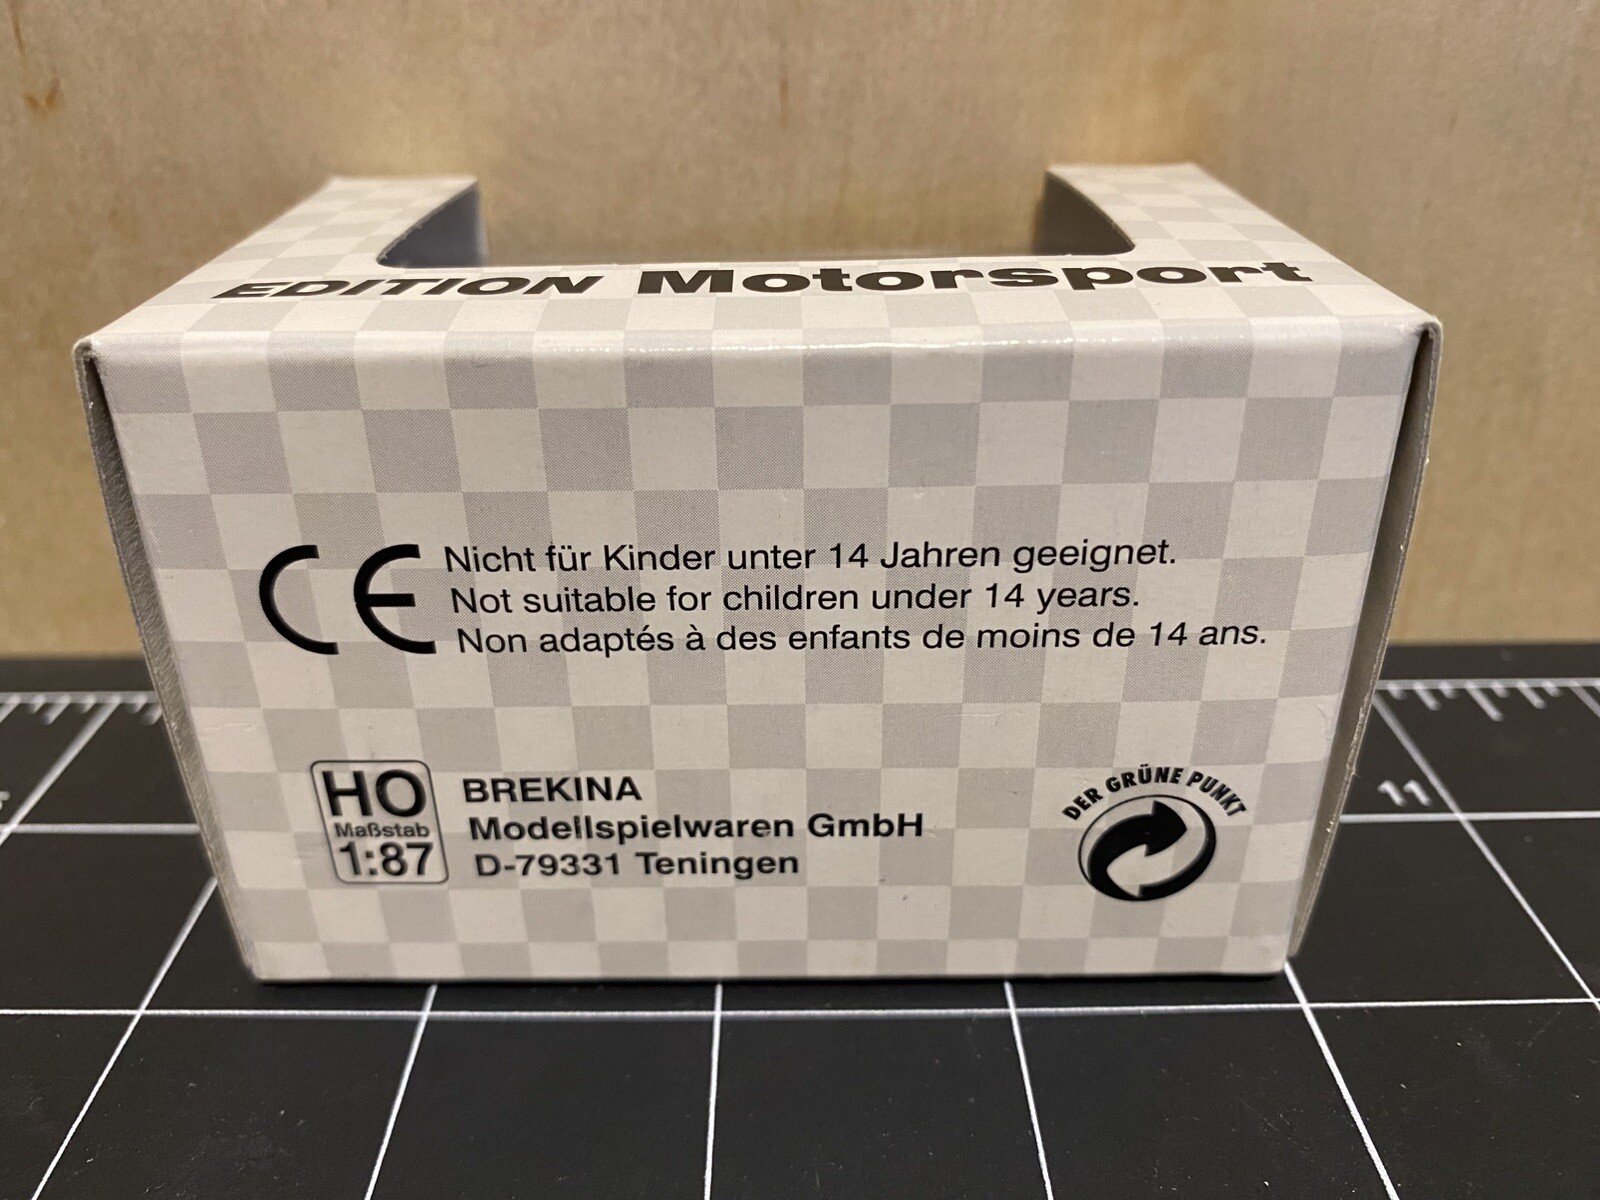 EDITION Motorsport
CE Nicht für Kinder unter 14 Jahren geeignet.
Not suitable for children under 14 years.
Non adaptés à des enfants de moins de 14 ans.
HO
Maßstab
1:87
BREKINA
Modellspielwaren GmbH
D-79331 Teningen
DER GRÜNE PUNKT
11